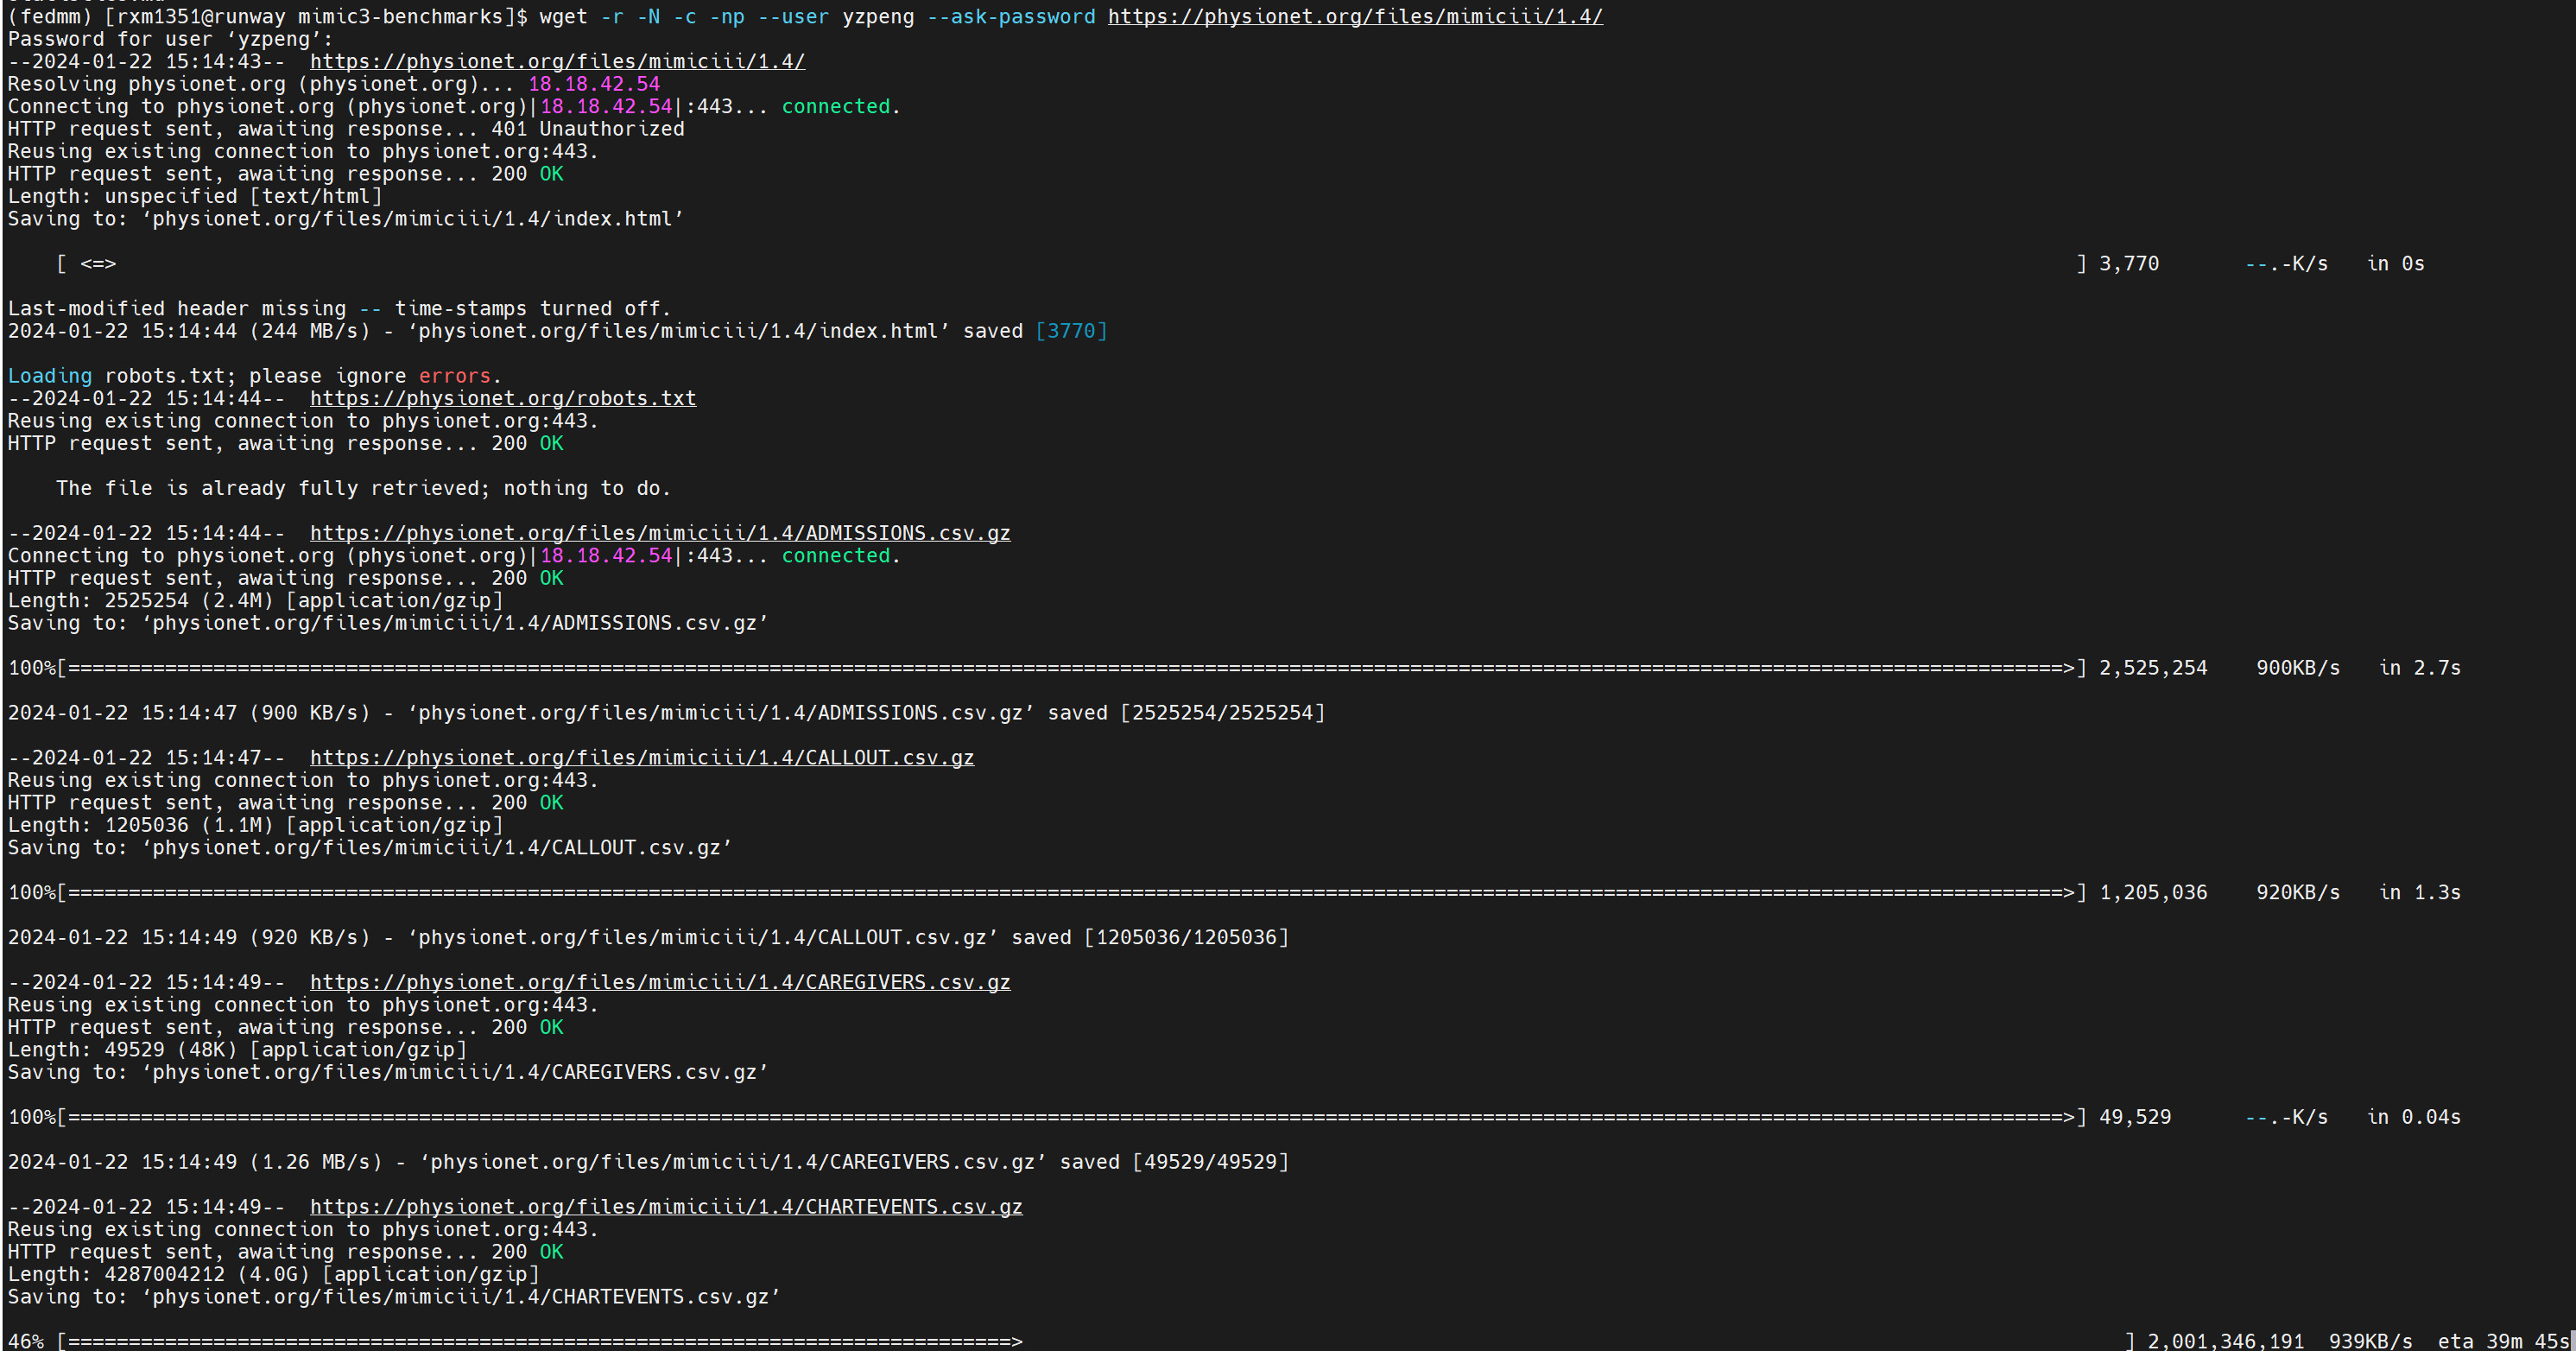 (fedmm) [rxm1351@runway mimic3-benchmarks]$ wget -r -N -c -np --user yzpeng --ask-password https://physionet.org/files/mimiciii/1.4/
Password for user ‘yzpeng’:
--2024-01-22 15:14:43--  https://physionet.org/files/mimiciii/1.4/
Resolving physionet.org (physionet.org)... 18.18.42.54
Connecting to physionet.org (physionet.org)|18.18.42.54|:443... connected.
HTTP request sent, awaiting response... 401 Unauthorized
Reusing existing connection to physionet.org:443.
HTTP request sent, awaiting response... 200 OK
Length: unspecified [text/html]
Saving to: ‘physionet.org/files/mimiciii/1.4/index.html’
[ <=> ] 3,770 --.-K/s in 0s
Last-modified header missing -- time-stamps turned off.
2024-01-22 15:14:44 (244 MB/s) - ‘physionet.org/files/mimiciii/1.4/index.html’ saved [3770]
Loading robots.txt; please ignore errors.
--2024-01-22 15:14:44--  https://physionet.org/robots.txt
Reusing existing connection to physionet.org:443.
HTTP request sent, awaiting response... 200 OK
The file is already fully retrieved; nothing to do.
--2024-01-22 15:14:44--  https://physionet.org/files/mimiciii/1.4/ADMISSIONS.csv.gz
Connecting to physionet.org (physionet.org)|18.18.42.54|:443... connected.
HTTP request sent, awaiting response... 200 OK
Length: 2525254 (2.4M) [application/gzip]
Saving to: ‘physionet.org/files/mimiciii/1.4/ADMISSIONS.csv.gz’
100%[======================================>] 2,525,254 900KB/s in 2.7s
2024-01-22 15:14:47 (900 KB/s) - ‘physionet.org/files/mimiciii/1.4/ADMISSIONS.csv.gz’ saved [2525254/2525254]
--2024-01-22 15:14:47--  https://physionet.org/files/mimiciii/1.4/CALLOUT.csv.gz
Reusing existing connection to physionet.org:443.
HTTP request sent, awaiting response... 200 OK
Length: 1205036 (1.1M) [application/gzip]
Saving to: ‘physionet.org/files/mimiciii/1.4/CALLOUT.csv.gz’
100%[======================================>] 1,205,036 920KB/s in 1.3s
2024-01-22 15:14:49 (920 KB/s) - ‘physionet.org/files/mimiciii/1.4/CALLOUT.csv.gz’ saved [1205036/1205036]
--2024-01-22 15:14:49--  https://physionet.org/files/mimiciii/1.4/CAREGIVERS.csv.gz
Reusing existing connection to physionet.org:443.
HTTP request sent, awaiting response... 200 OK
Length: 49529 (48K) [application/gzip]
Saving to: ‘physionet.org/files/mimiciii/1.4/CAREGIVERS.csv.gz’
100%[======================================>] 49,529 --.-K/s in 0.04s
2024-01-22 15:14:49 (1.26 MB/s) - ‘physionet.org/files/mimiciii/1.4/CAREGIVERS.csv.gz’ saved [49529/49529]
--2024-01-22 15:14:49--  https://physionet.org/files/mimiciii/1.4/CHARTEVENTS.csv.gz
Reusing existing connection to physionet.org:443.
HTTP request sent, awaiting response... 200 OK
Length: 4287004212 (4.0G) [application/gzip]
Saving to: ‘physionet.org/files/mimiciii/1.4/CHARTEVENTS.csv.gz’
46% [==================> ] 2,001,346,191 939KB/s eta 39m 45s